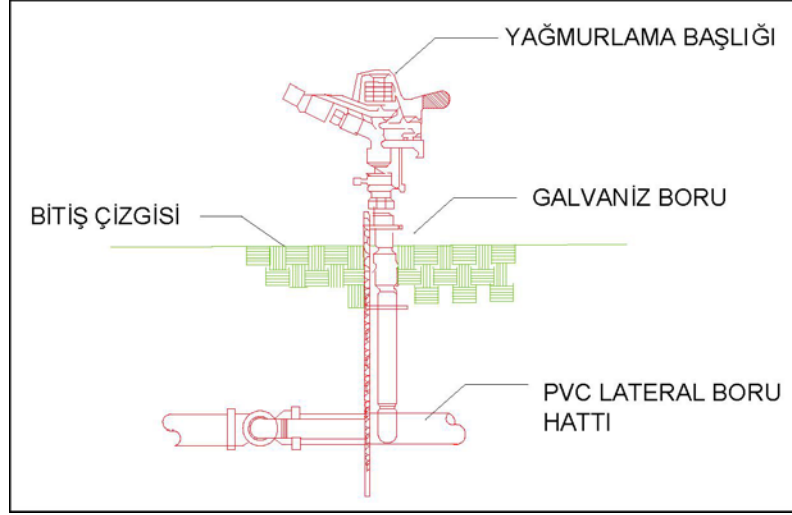 YAĞMURLAMA BAŞLIĞI
GALVANİZ BORU
BİTİŞ ÇİZGİSİ
PVC LATERAL BORU
HATTI